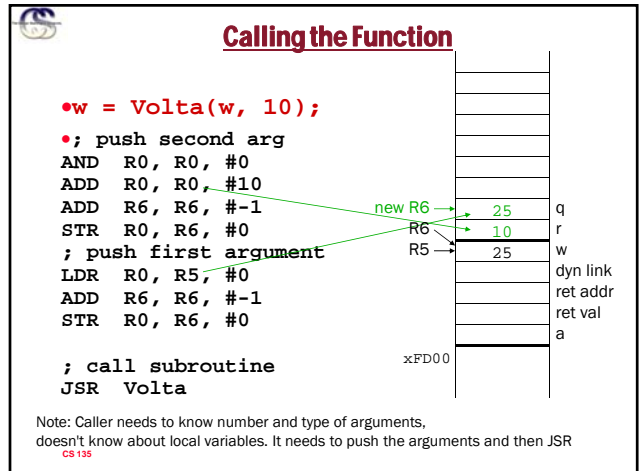 Calling the Function
•w = Volta(w, 10);
•; push second arg
AND R0, R0, #0
ADD R0, R0, #10
ADD R6, R6, #-1
STR R0, R6, #0
; push first argument
LDR R0, R5, #0
ADD R6, R6, #-1
STR R0, R6, #0
; call subroutine
JSR Volta
new R6
25
q
R6
10
r
R5
25
w
dyn link
ret addr
ret val
a
xFD00
Note: Caller needs to know number and type of arguments,
doesn't know about local variables. It needs to push the arguments and then JSR
CS 135